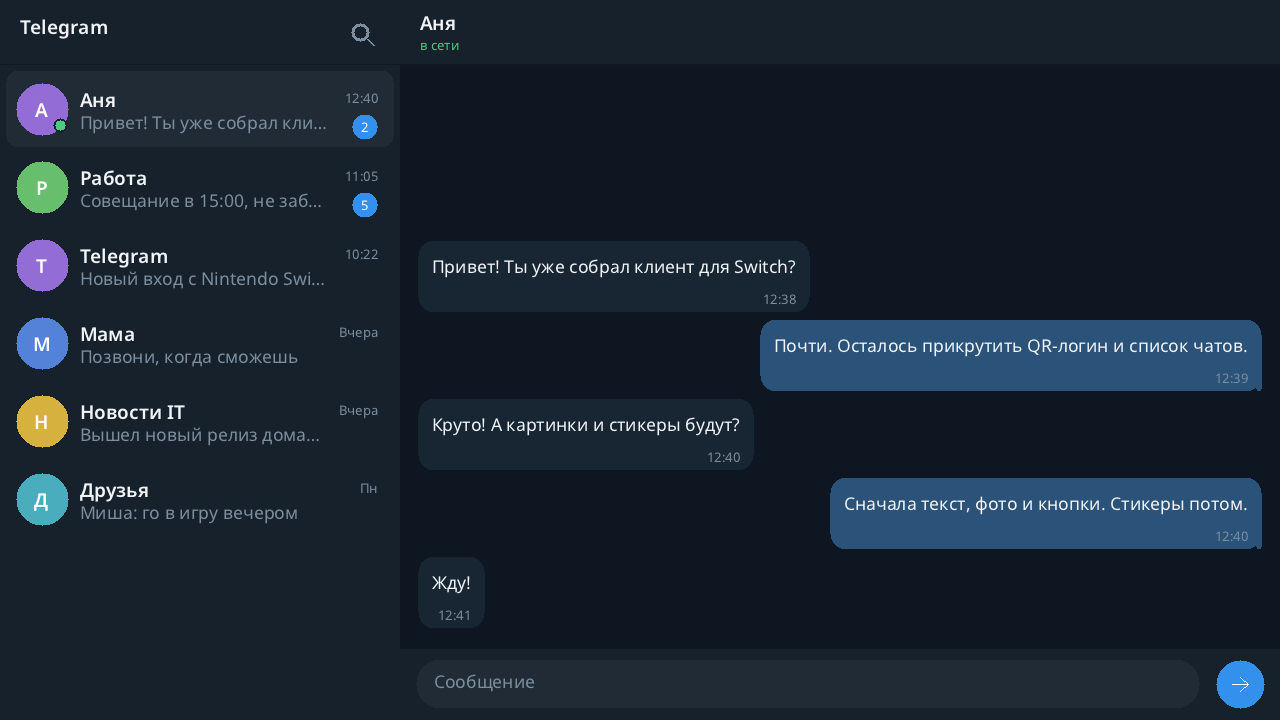 Telegram
А
Аня
12:40
Привет! Ты уже собрал кли...
2
Р
Работа
11:05
Совещание в 15:00, не заб...
5
T
Telegram
10:22
Новый вход с Nintendo Swi...
М
Мама
Вчера
Позвони, когда сможешь
Н
Новости IT
Вчера
Вышел новый релиз дома...
Д
Друзья
Пн
Миша: го в игру вечером
Аня
в сети
Привет! Ты уже собрал клиент для Switch?
12:38
Почти. Осталось прикрутить QR-логин и список чатов.
12:39
Круто! А картинки и стикеры будут?
12:40
Сначала текст, фото и кнопки. Стикеры потом.
12:40
Жду!
12:41
Сообщение